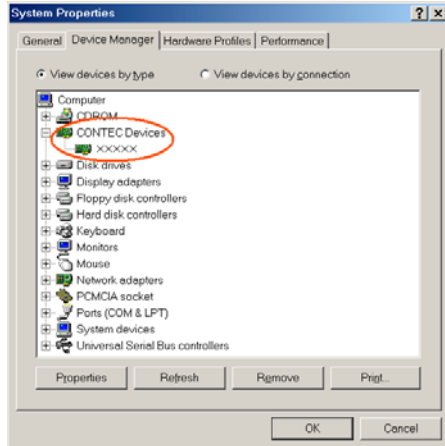 System Properties
General Device Manager Hardware Profiles Performance
View devices by type View devices by connection
Computer
CDROM
CONTEC Devices
XXXXX
Disk drives
Display adapters
Floppy disk controllers
Hard disk controllers
Keyboard
Monitors
Mouse
Network adapters
PCMCIA socket
Ports (COM & LPT)
System devices
Universal Serial Bus controllers
Properties Refresh Remove Print...
OK Cancel